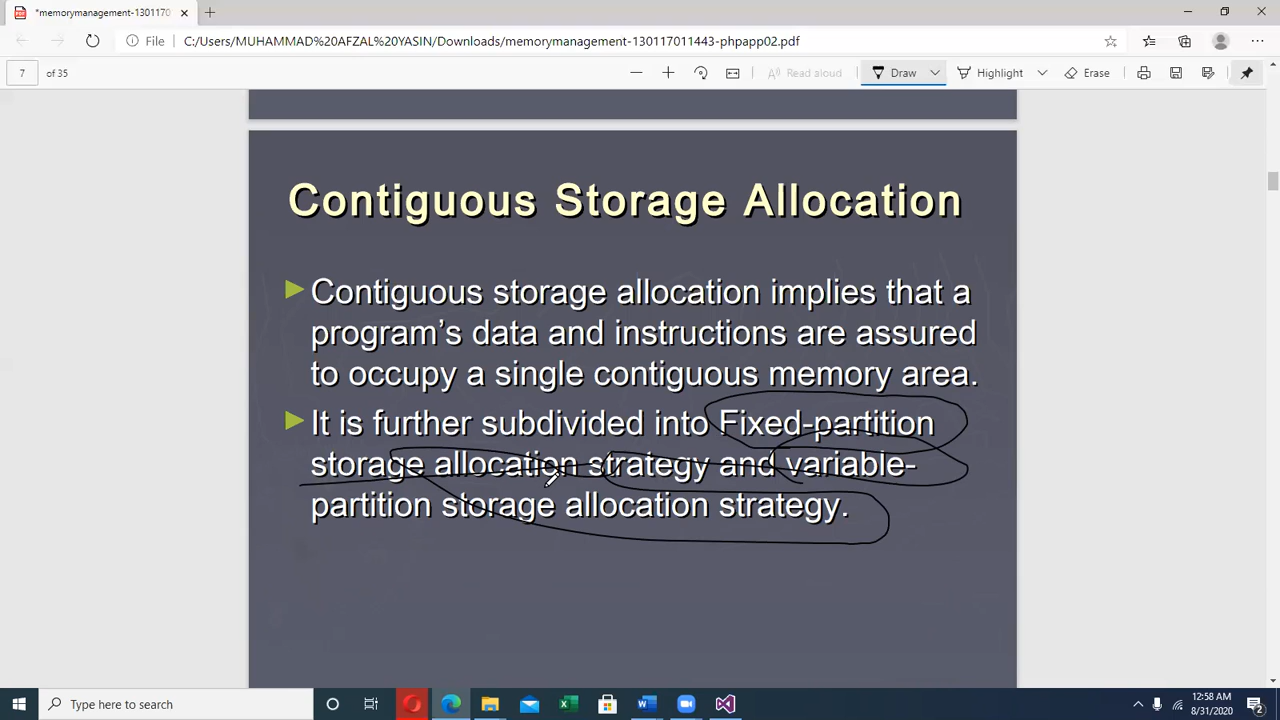 *memorymanagement-1301170
File
C:/Users/MUHAMMAD%20AFZAL%20YASIN/Downloads/memorymanagement-130117011443-phpapp02.pdf
7 of 35
Read aloud
Draw
Highlight
Erase
Contiguous Storage Allocation
Contiguous storage allocation implies that a
program's data and instructions are assured
to occupy a single contiguous memory area.
It is further subdivided into Fixed-partition
storage allocation strategy and variable-
partition storage allocation strategy.
Type here to search
12:58 AM
8/31/2020
2